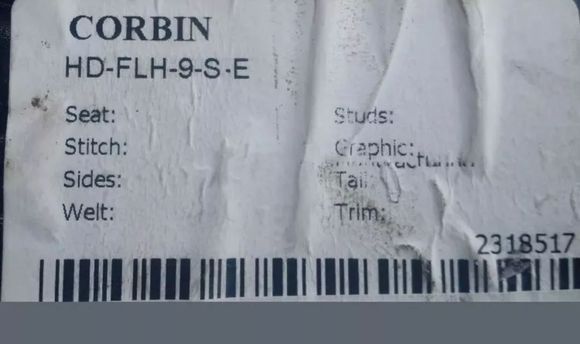 CORBIN
HD-FLH-9-S-E
Seat:
Studs:
Stitch:
Graphic:
Sides:
Tail:
Welt:
Trim:
2318517